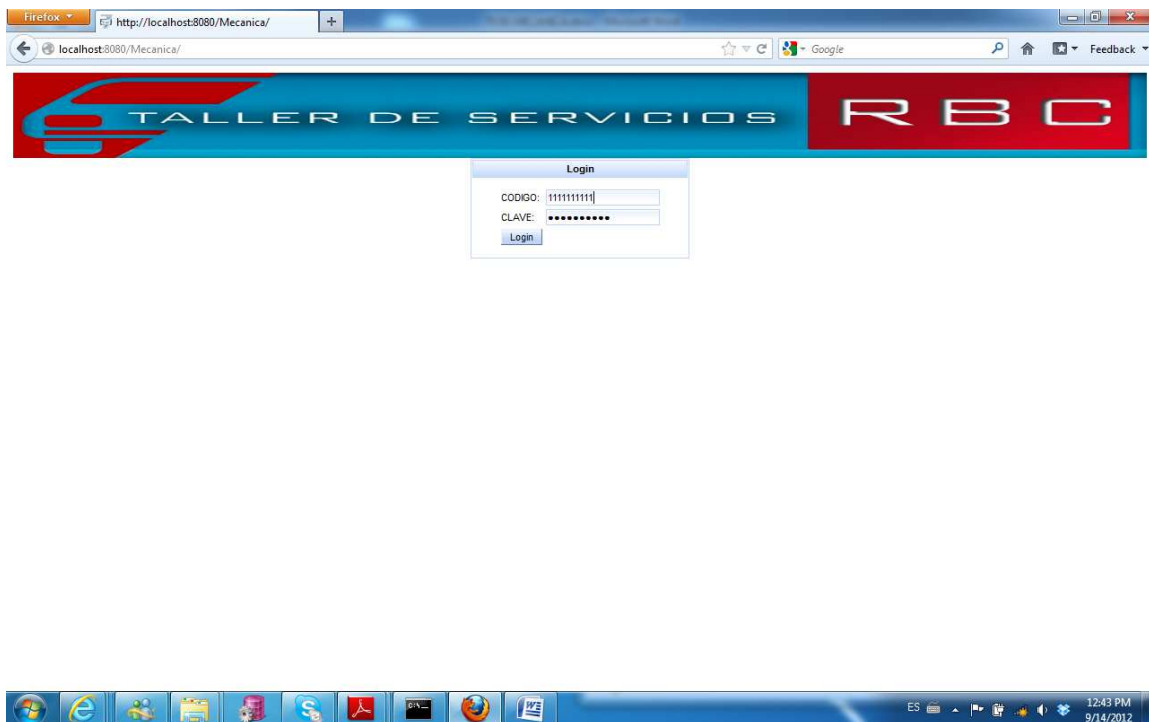 Firefox
http://localhost:8080/Mecanica/
localhost:8080/Mecanica/
Google
Feedback
TALLER DE SERVICIOS RBC
Login
CODIGO: 1111111111
CLAVE: ••••••••••
Login
ES
12:43 PM
9/14/2012